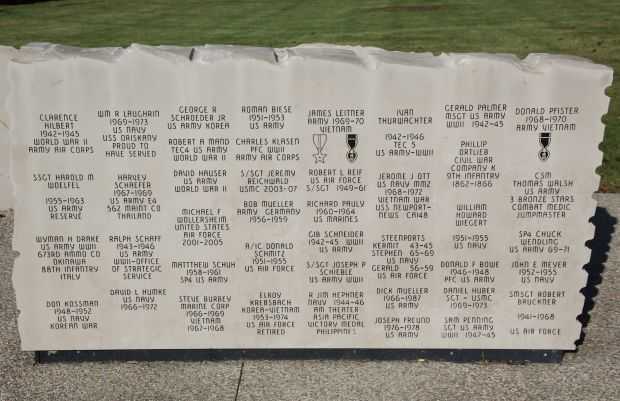 CLARENCE
HILBERT
1942-1945
WORLD WAR II
ARMY AIR CORPS
SSGT HAROLD M
WOELFEL
1955-1963
US ARMY
RESERVE
WYMAN H DRAKE
US ARMY WWII
673RD AMMO CO
OKINAWA
88TH INFANTRY
ITALY
DON KOSSMAN
1948-1952
US NAVY
KOREAN WAR
WM R LAUGHRIN
1969-1973
US NAVY
USS ORISKANY
PROUD TO
HAVE SERVED
HARVEY
SCHAEFER
1967-1969
US ARMY E4
562 MAINT CO
THAILAND
RALPH SCHAFF
1943-1946
US ARMY
WWII-OFFICE
OF STRATEGIC
SERVICE
DAVID L HUMKE
US NAVY
1966-1972
GEORGE R
SCHROEDER JR
US ARMY KOREA
ROBERT A MAND
TEC4 US ARMY
WORLD WAR II
DAVID HAUSER
US ARMY
WORLD WAR II
MICHAEL F
WOLLERSHEIM
UNITED STATES
AIR FORCE
2001-2005
MATTTHEW SCHUH
1958-1961
SP4 US ARMY
STEVE BURBEY
MARINE CORP
1966-1969
VIETNAM
1967-1968
ROMAN BIESE
1951-1953
US ARMY
CHARLES KLASEN
PFC WWII
ARMY AIR CORPS
S/SGT JEREMY
REICHWALD
USMC 2003-07
BOB MUELLER
ARMY GERMANY
1956-1959
A/1C DONALD
SCHMITZ
1951-1955
US AIR FORCE
ELROY
KREBSBACH
KOREA-VIETNAM
1953-1974
US AIR FORCE
RETIRED
JAMES LEITNER
ARMY 1969-70
VIETNAM
ROBERT L REIF
US AIR FORCE
S/SGT 1949-61
RICHARD PAULY
1960-1964
US MARINES
GIB SCHNEIDER
1942-45 WWII
US ARMY
S/SGT JOSEPH P
SCHIEBLE
US ARMY WWII
R JIM HEPHNER
NAVY 1944-46
AM THEATER
ASIA PACIFIC
VICTORY MEDAL
PHILIPPINES
IVAN
THURWACHTER
1942-1946
TEC 5
US ARMY-WWII
JEROME J OTT
US NAVY MM2
1968-1972
VIETNAM WAR
USS NEWPORT-
NEWS CA148
STEENPORTS
KERMIT 43-45
STEPHEN 65-69
US NAVY
GERALD 56-59
US AIR FORCE
DICK MUELLER
1966-1987
US ARMY
JOSEPH FREUND
1976-1978
US ARMY
GERALD PALMER
MSGT US ARMY
WWII 1942-45
PHILLIP
ORTLIEB
CIVIL WAR
COMPANY K
9TH INFANTRY
1862-1866
WILLIAM
HOWARD
WIEGERT
1951-1955
US NAVY
DONALD F BOWE
1946-1948
PFC US ARMY
DANIEL HUBER
SGT - USMC
1969-1973
SAM PENNING
SGT US ARMY
WWII 1942-45
DONALD PFISTER
1968-1970
ARMY VIETNAM
CSM
THOMAS WALSH
US ARMY
3 BRONZE STARS
COMBAT MEDIC
JUMPMASTER
SP4 CHUCK
WENDLING
US ARMY 69-71
JOHN E MEYER
1952-1955
US NAVY
SMSGT ROBERT
BRUCKNER
1941-1968
US AIR FORCE